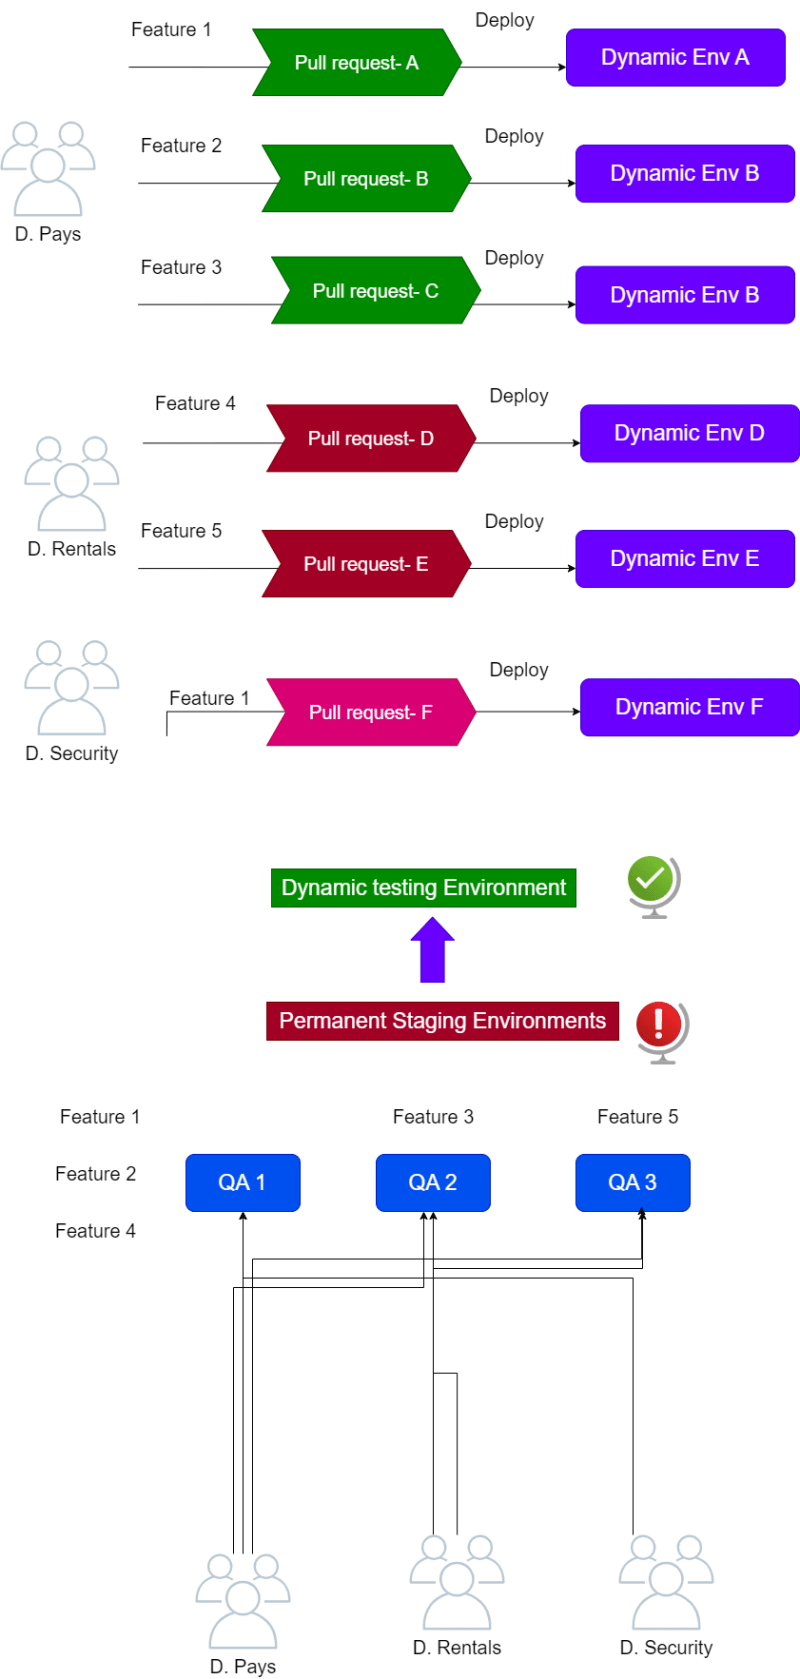 Feature 1
Deploy
Pull request- A
Dynamic Env A
Feature 2
Deploy
Pull request- B
Dynamic Env B
D. Pays
Feature 3
Deploy
Pull request- C
Dynamic Env B
Feature 4
Deploy
Pull request- D
Dynamic Env D
D. Rentals
Feature 5
Deploy
Pull request- E
Dynamic Env E
Feature 1
Deploy
Pull request- F
Dynamic Env F
D. Security
Dynamic testing Environment
Permanent Staging Environments
Feature 1
Feature 3
Feature 5
Feature 2
QA 1
QA 2
QA 3
Feature 4
D. Pays
D. Rentals
D. Security